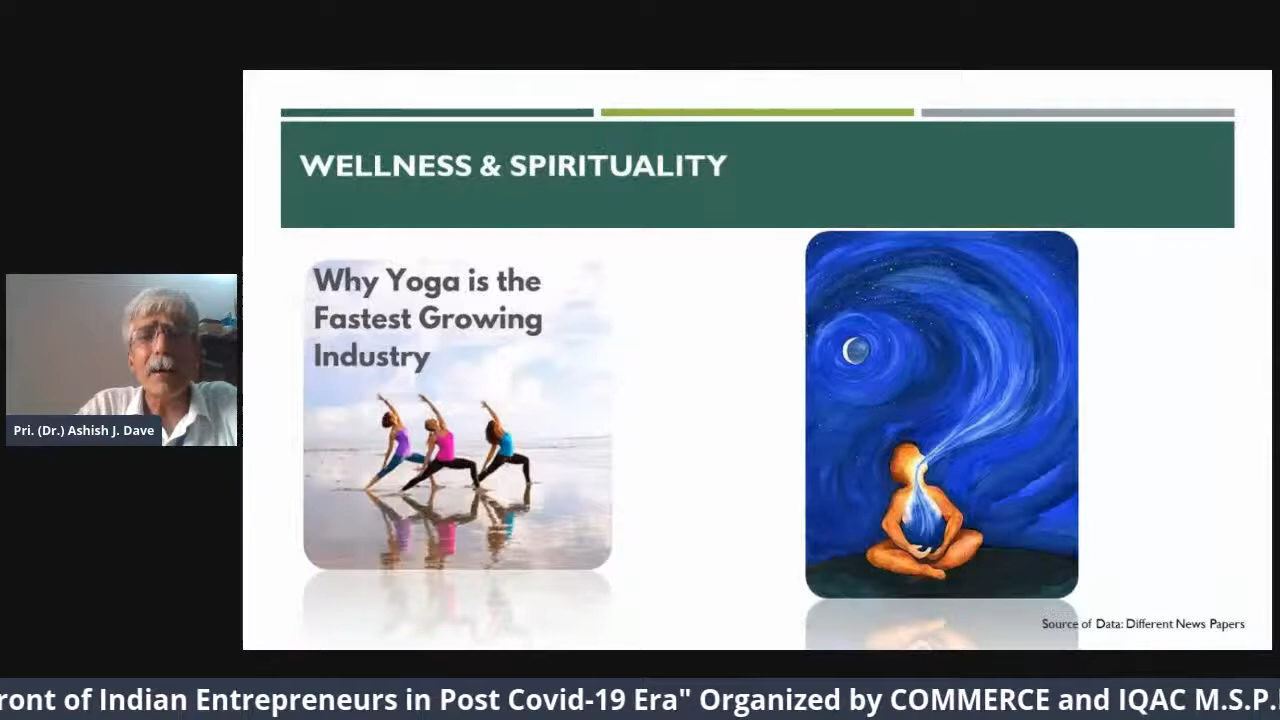 WELLNESS & SPIRITUALITY
Why Yoga is the
Fastest Growing
Industry
Pri. (Dr.) Ashish J. Dave
Source of Data: Different News Papers
ront of Indian Entrepreneurs in Post Covid-19 Era" Organized by COMMERCE and IQAC M.S.P.